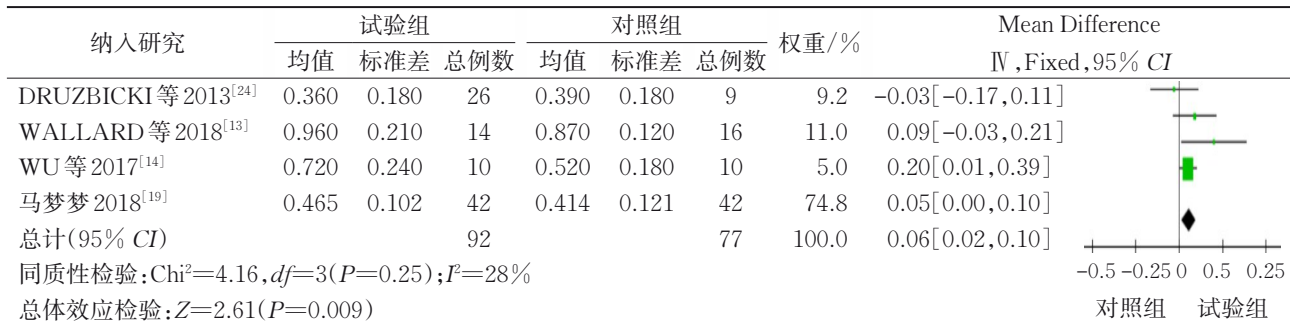 纳入研究 试验组 对照组 权重/% Mean Difference
均值 标准差 总例数 均值 标准差 总例数 Ⅳ,Fixed,95% CI
DRUZBICKI等2013[24] 0.360 0.180 26 0.390 0.180 9 9.2 -0.03[-0.17,0.11]
WALLARD等2018[13] 0.960 0.210 14 0.870 0.120 16 11.0 0.09[-0.03,0.21]
WU等2017[14] 0.720 0.240 10 0.520 0.180 10 5.0 0.20[0.01,0.39]
马梦梦2018[19] 0.465 0.102 42 0.414 0.121 42 74.8 0.05[0.00,0.10]
总计(95% CI) 92 77 100.0 0.06[0.02,0.10]
同质性检验:Chi²=4.16,df=3(P=0.25);I²=28%
总体效应检验:Z=2.61(P=0.009)
-0.5 -0.25 0 0.5 0.25
对照组 试验组